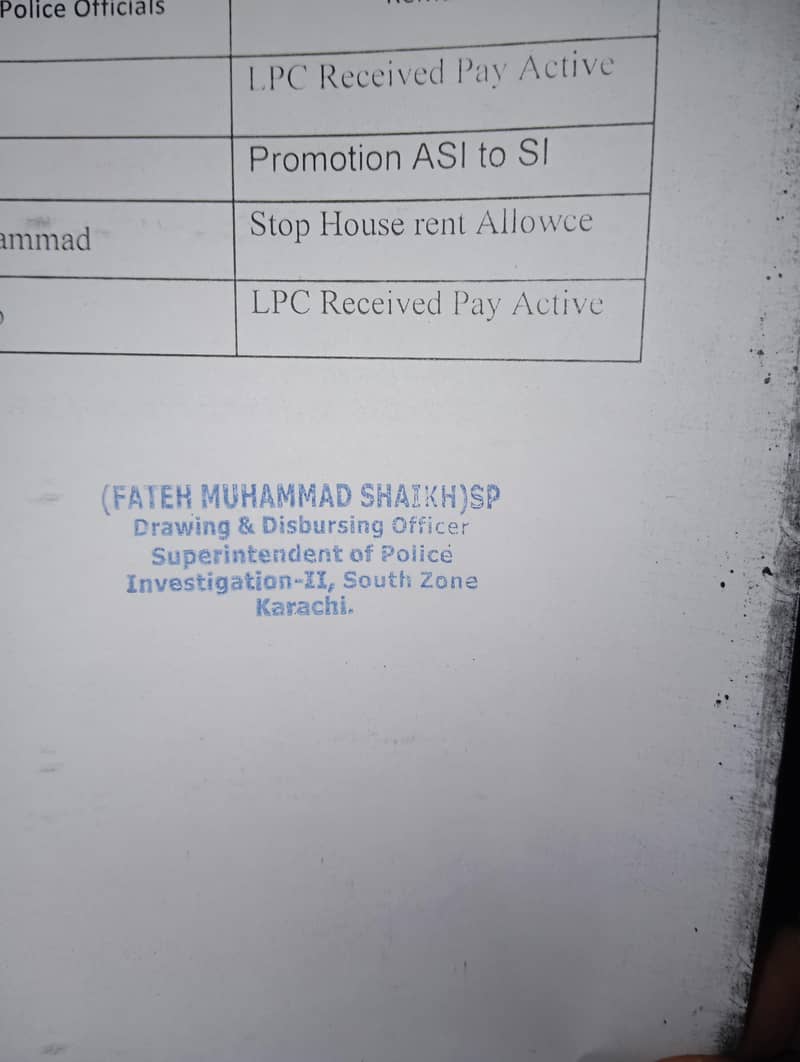 Police Officials
LPC Received Pay Active
Promotion ASI to SI
ammad
Stop House rent Allowce
LPC Received Pay Active
(FATEH MUHAMMAD SHAIKH)SP
Drawing & Disbursing Officer
Superintendent of Police
Investigation-II, South Zone
Karachi.